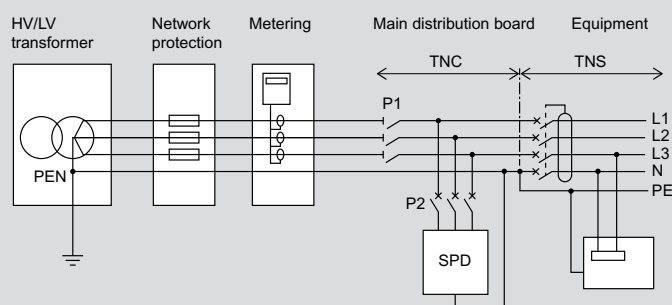 HV/LV
transformer
Network
protection
Metering
Main distribution board
Equipment
TNC
TNS
P1
L1
L2
L3
N
PE
PEN
P2
SPD